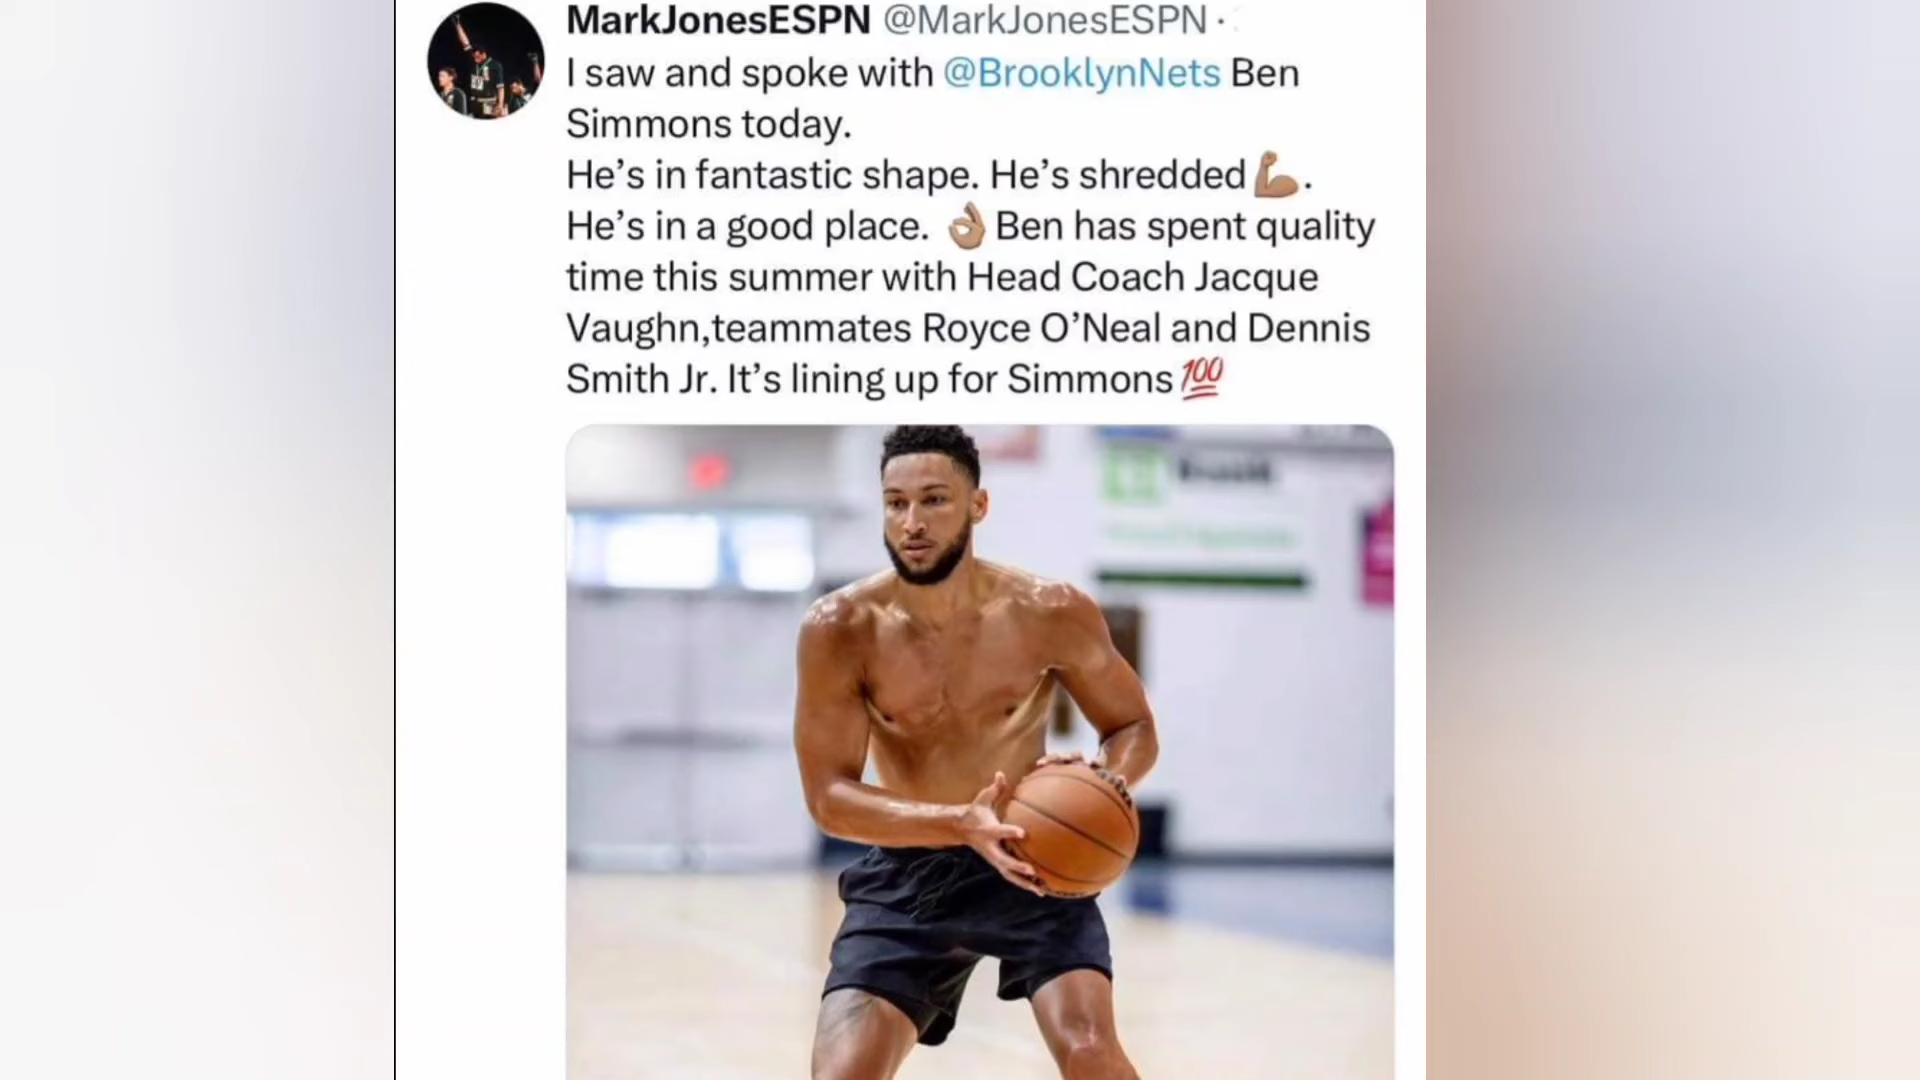 MarkJonesESPN @MarkJonesESPN ·
I saw and spoke with @BrooklynNets Ben
Simmons today.
He’s in fantastic shape. He’s shredded 💪🏽.
He’s in a good place. 👌🏽 Ben has spent quality
time this summer with Head Coach Jacque
Vaughn,teammates Royce O’Neal and Dennis
Smith Jr. It’s lining up for Simmons 💯